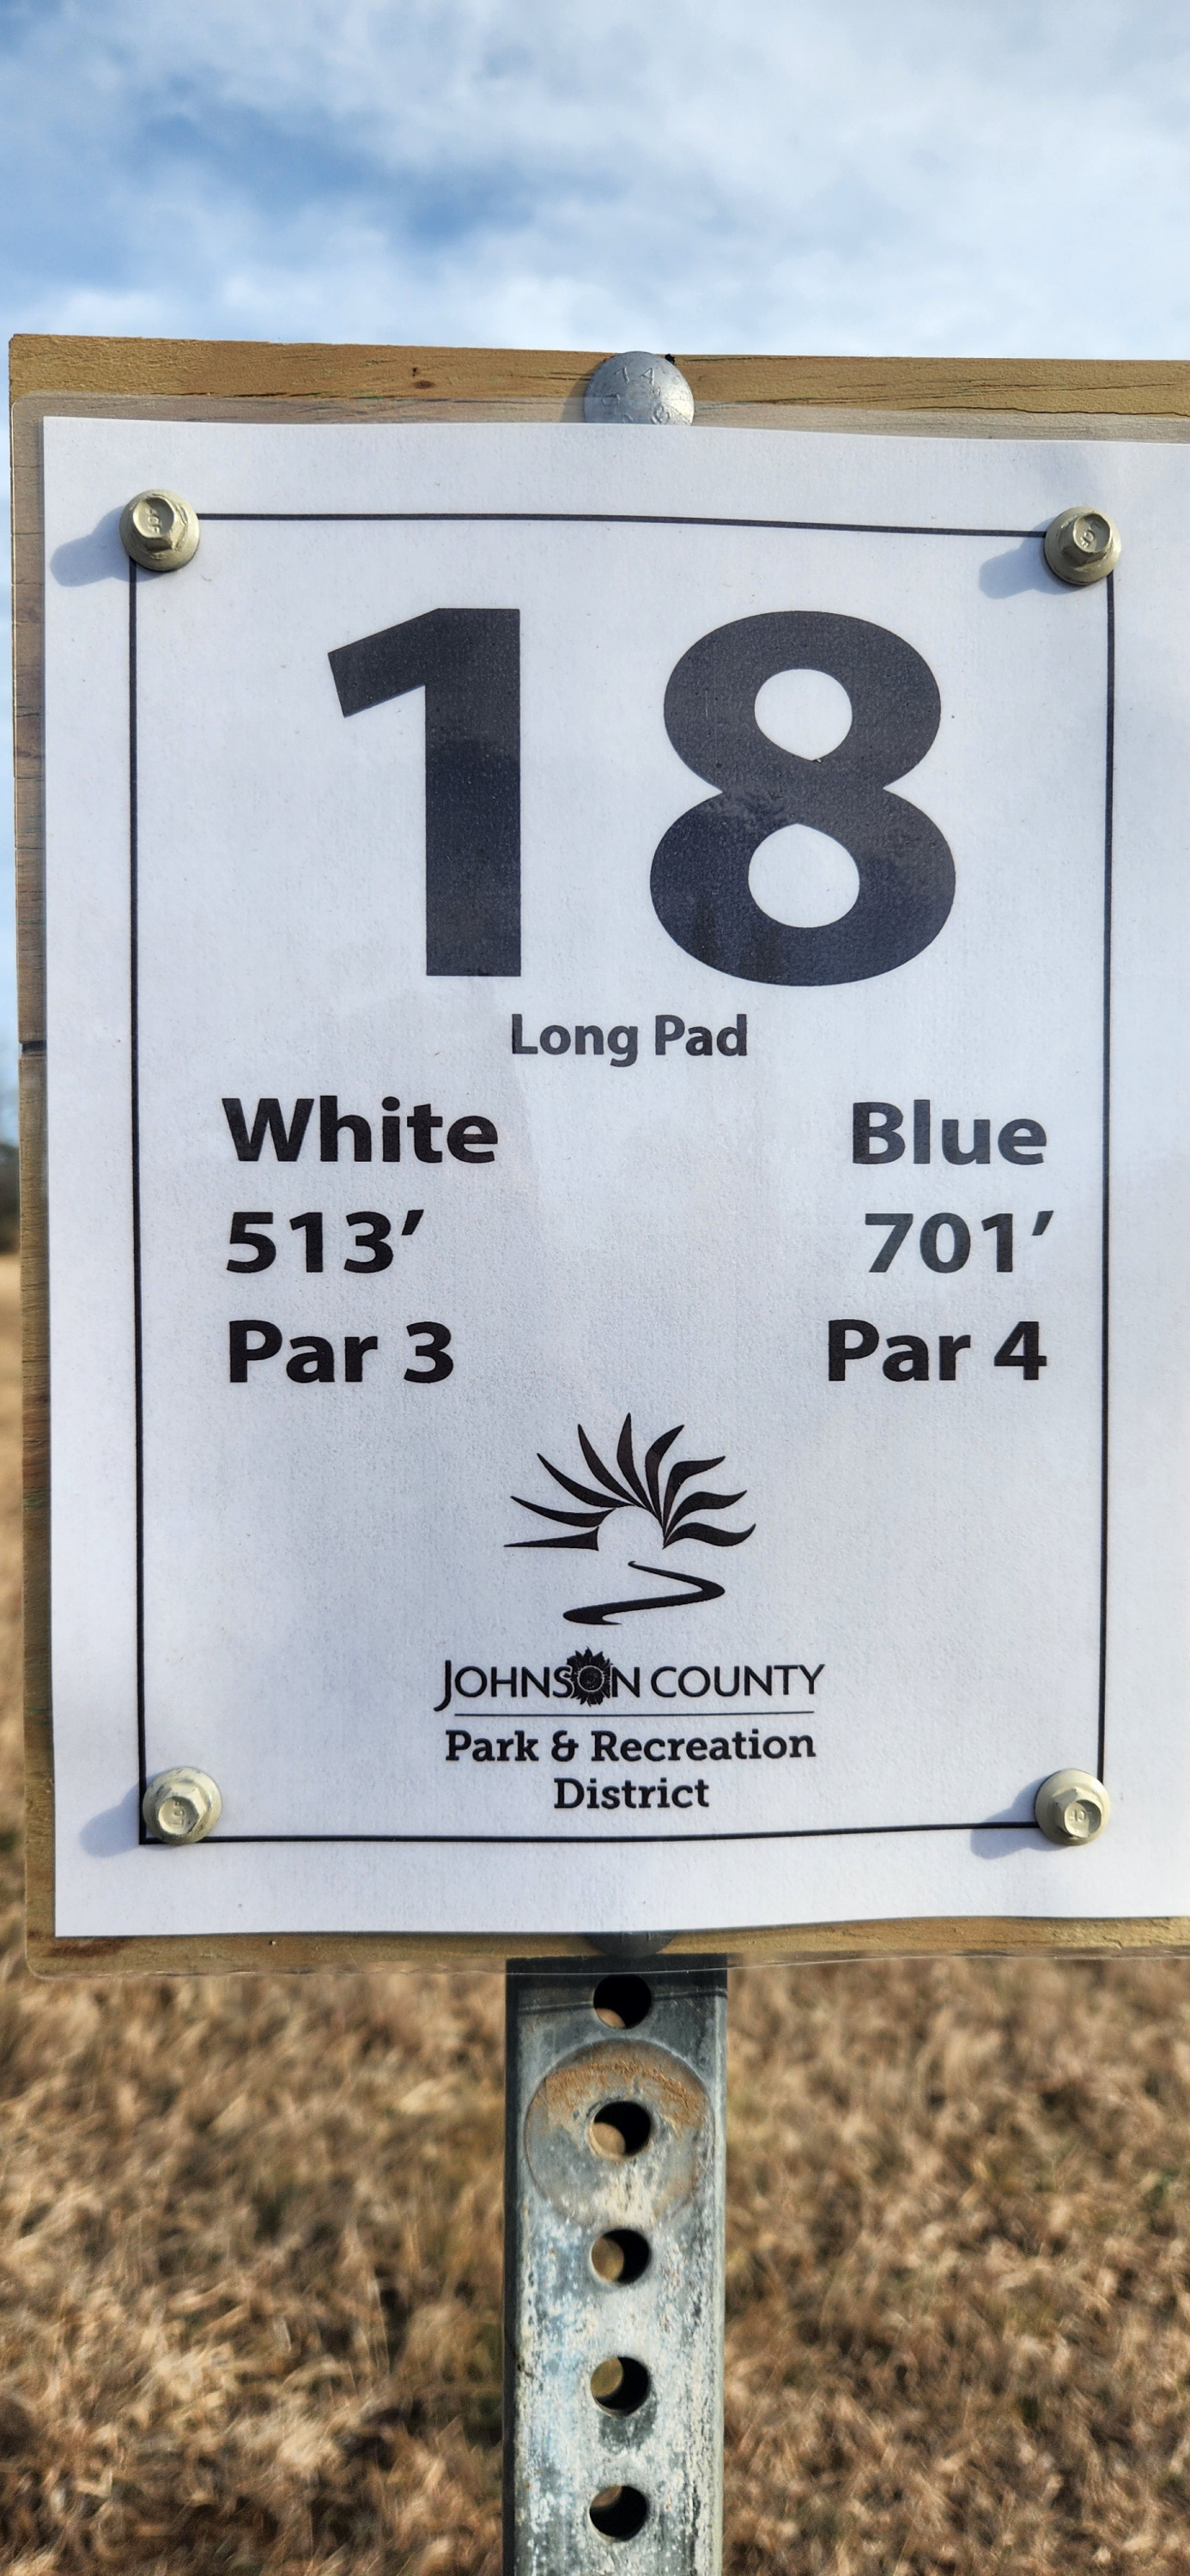 18
Long Pad
White Blue
513′ 701′
Par 3 Par 4
JOHNSON COUNTY
Park & Recreation
District